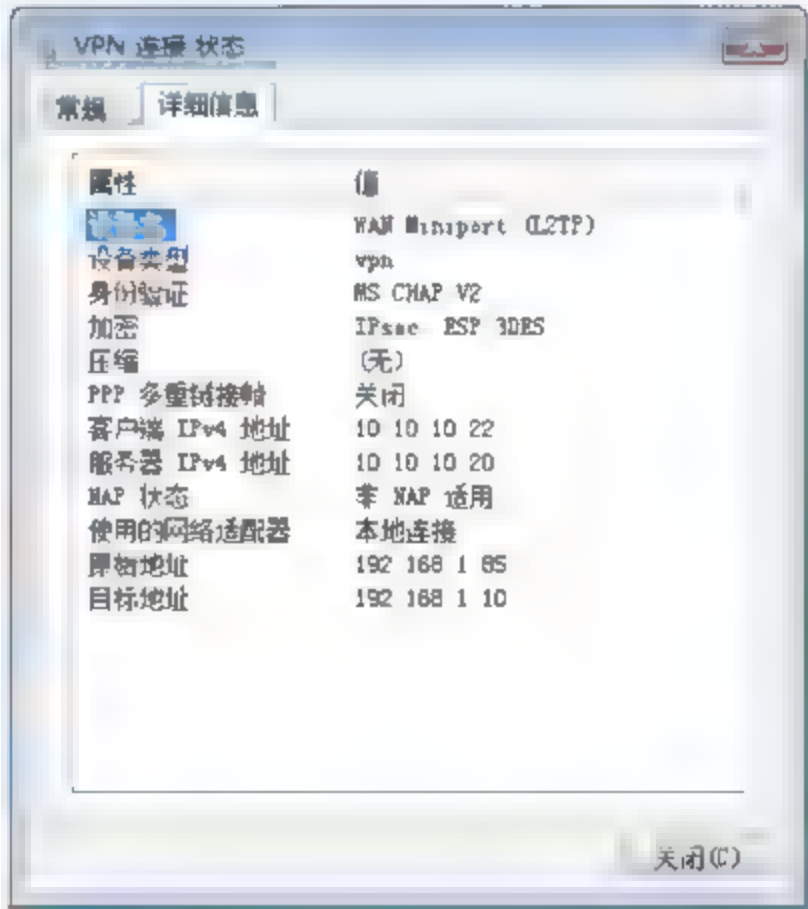 VPN 连接 状态
常规 详细信息
属性 值
设备名 WAN Miniport (L2TP)
设备类型 vpn
身份验证 MS CHAP V2
加密 IPsec ESP 3DES
压缩 (无)
PPP 多重链接帧 关闭
客户端 IPv4 地址 10 10 10 22
服务器 IPv4 地址 10 10 10 20
NAP 状态 非 NAP 适用
使用的网络适配器 本地连接
原始地址 192 168 1 85
目标地址 192 168 1 10
关闭(C)